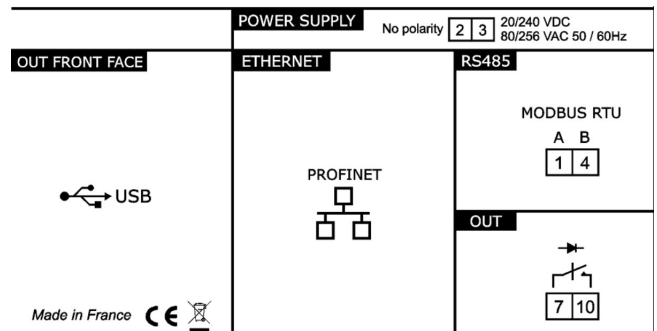 POWER SUPPLY
No polarity 2 3 20/240 VDC
80/256 VAC 50 / 60Hz
OUT FRONT FACE
ETHERNET
RS485
MODBUS RTU
A B
1 4
PROFINET
USB
OUT
7 10
Made in France CE